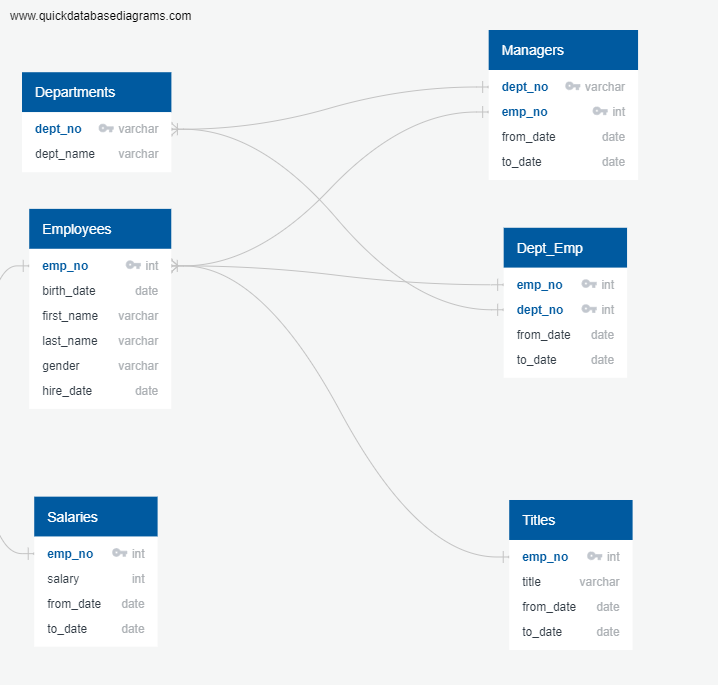 www.quickdatabasediagrams.com
Departments
dept_no varchar
dept_name varchar
Employees
emp_no int
birth_date date
first_name varchar
last_name varchar
gender varchar
hire_date date
Salaries
emp_no int
salary int
from_date date
to_date date
Managers
dept_no varchar
emp_no int
from_date date
to_date date
Dept_Emp
emp_no int
dept_no int
from_date date
to_date date
Titles
emp_no int
title varchar
from_date date
to_date date